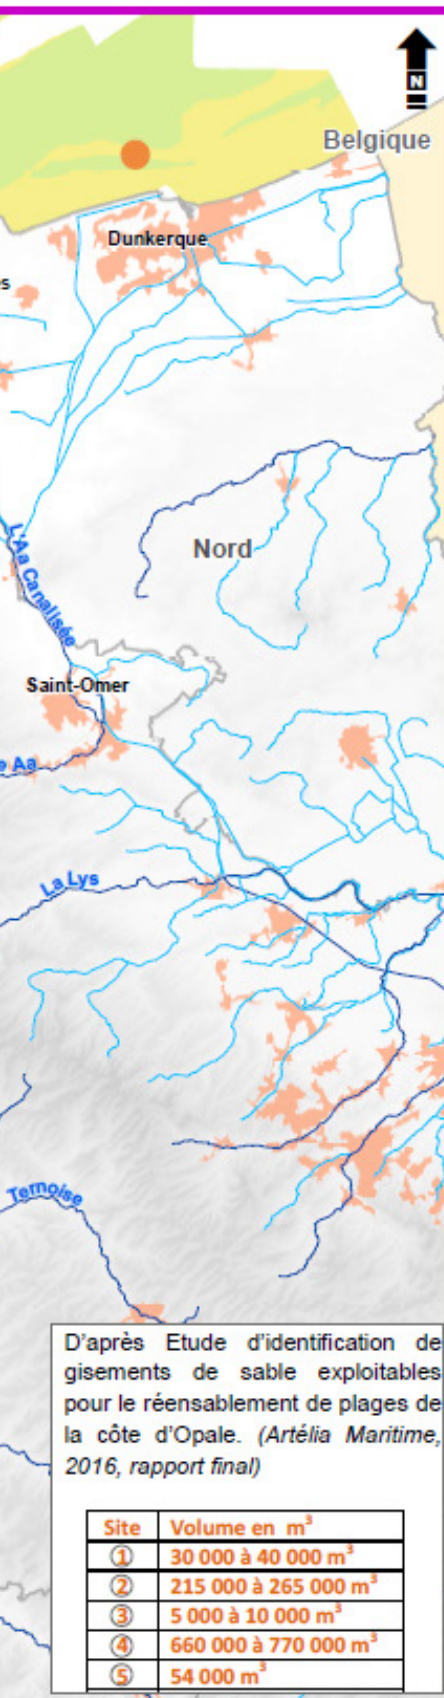 N
Belgique
Dunkerque
s
Nord
L'Aa Canalisée
Saint-Omer
e Aa
La Lys
Ternoise
D'après Etude d'identification de
gisements de sable exploitables
pour le réensablement de plages de
la côte d'Opale. (Artélia Maritime,
2016, rapport final)
Site Volume en m³
① 30 000 à 40 000 m³
② 215 000 à 265 000 m³
③ 5 000 à 10 000 m³
④ 660 000 à 770 000 m³
⑤ 54 000 m³